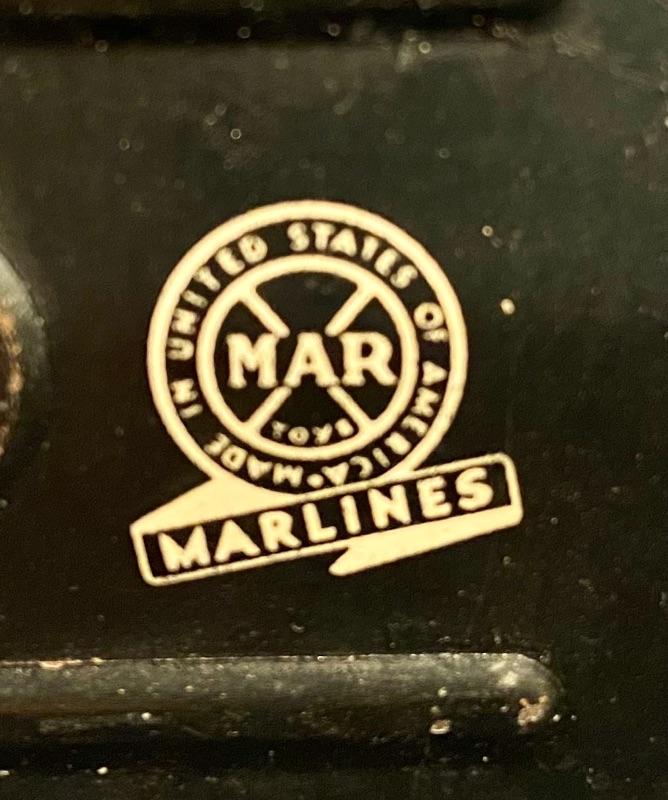 MADE IN UNITED STATES OF AMERICA •
MAR
TOYS
MARLINES